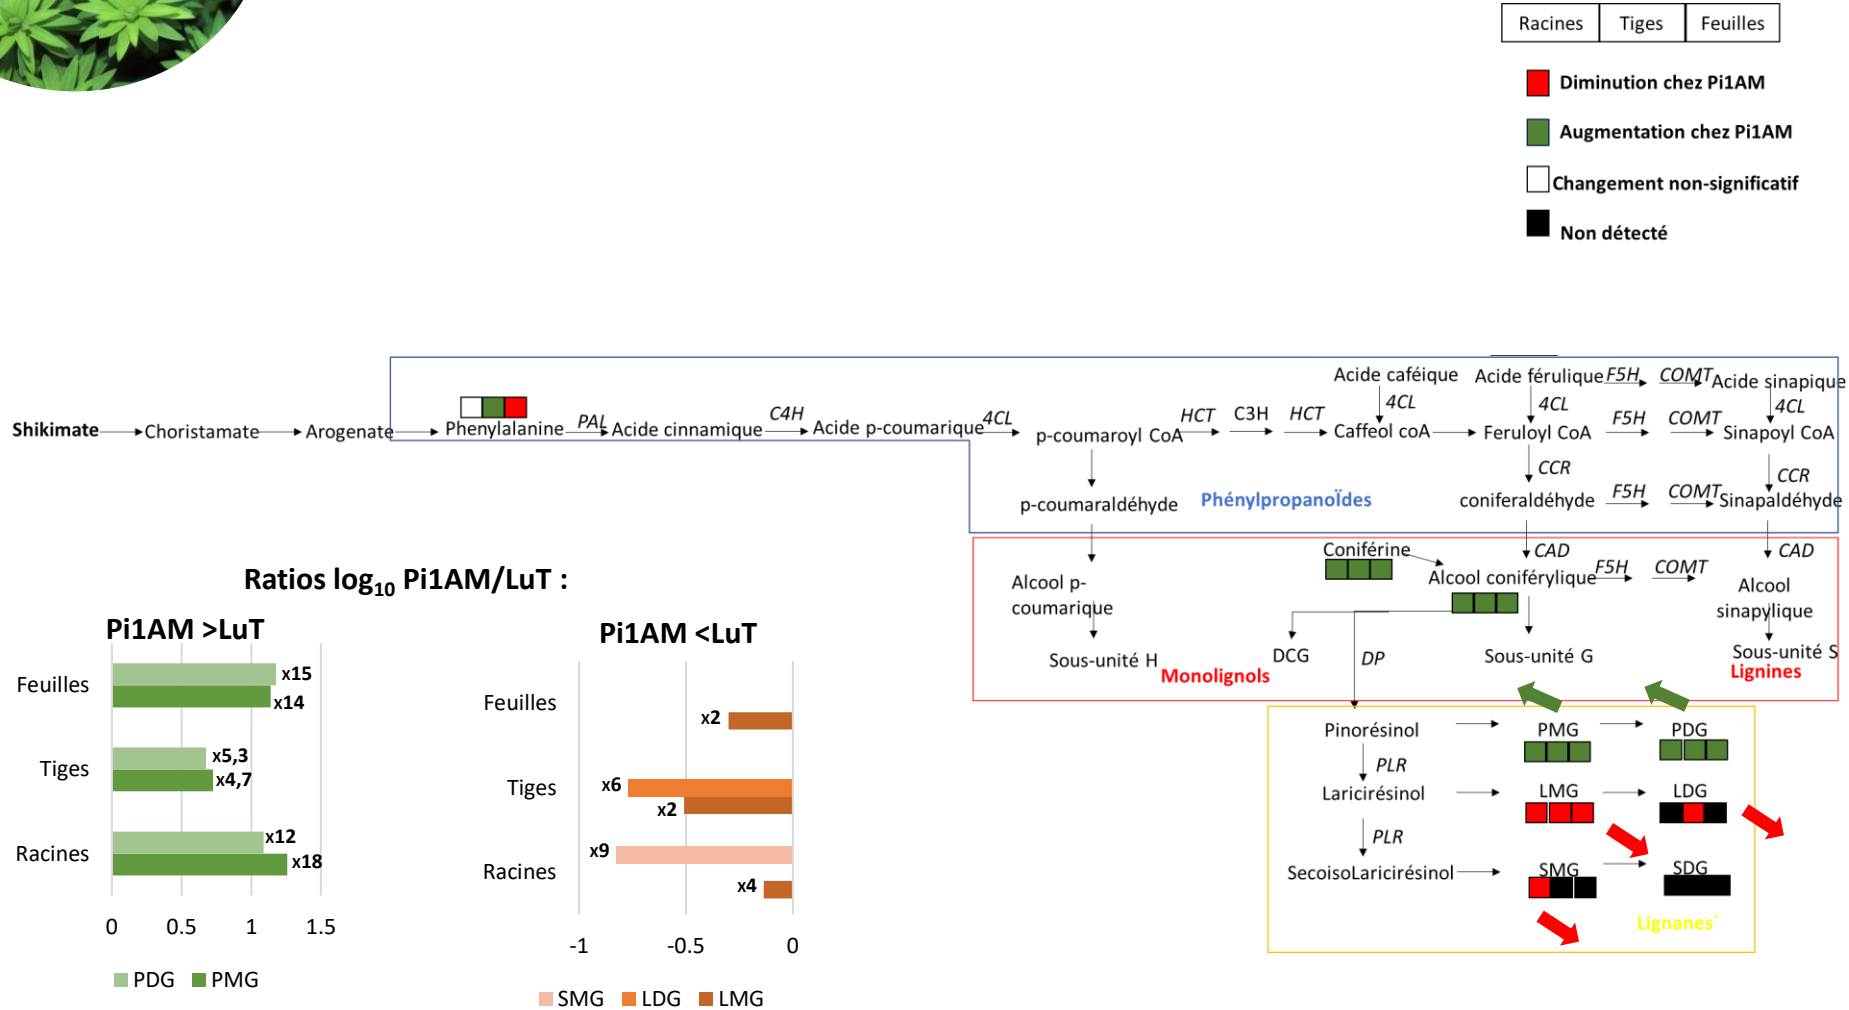 Racines Tiges Feuilles
Diminution chez Pi1AM
Augmentation chez Pi1AM
Changement non-significatif
Non détecté
Acide caféique Acide férulique F5H COMT Acide sinapique
4CL 4CL 4CL
Shikimate Choristamate Arogenate Phenylalanine PAL Acide cinnamique C4H Acide p-coumarique 4CL p-coumaroyl CoA HCT C3H HCT Caffeol coA Feruloyl CoA F5H COMT Sinapoyl CoA
CCR CCR
p-coumaraldéhyde Phénylpropanoÿdes coniferaldéhyde F5H COMT Sinapaldéhyde
Coniférine CAD CAD
Alcool p-
coumarique
Alcool coniférylique F5H COMT Alcool
sinapylique
Sous-unité H DCG DP Sous-unité G Sous-unité S
Monolignols Lignines
Pinorésinol PMG PDG
PLR
Laricirésinol LMG LDG
PLR
SecoisoLaricirésinol SMG SDG
Lignanes`
Ratios log10 Pi1AM/LuT :
Pi1AM >LuT
Feuilles x15
x14
Tiges x5,3
x4,7
Racines x12
x18
0 0.5 1 1.5
PDG PMG
Pi1AM <LuT
Feuilles x2
Tiges x6
x2
Racines x9
x4
-1 -0.5 0
SMG LDG LMG